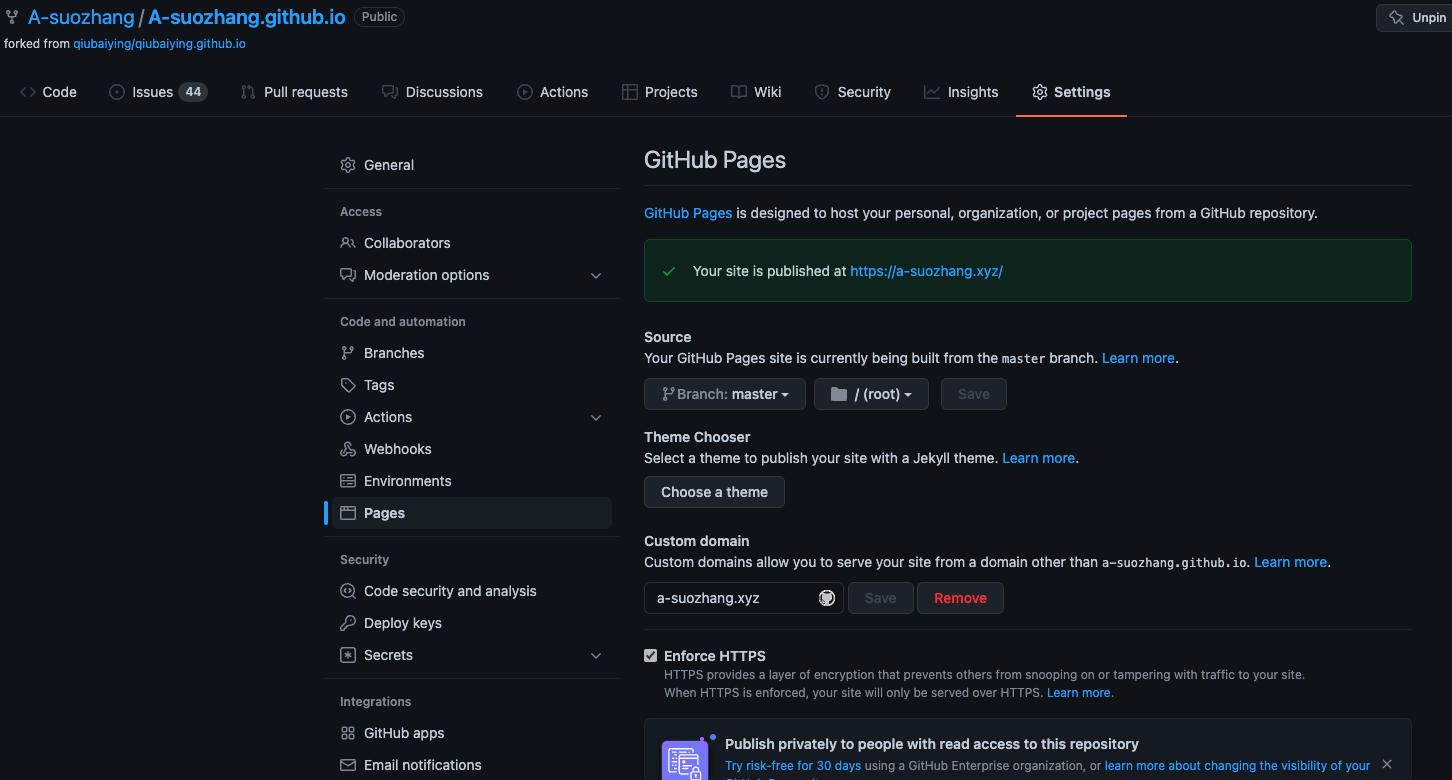 A-suozhang / A-suozhang.github.io Public
Unpin
forked from qiubaiying/qiubaiying.github.io
Code Issues 44 Pull requests Discussions Actions Projects Wiki Security Insights Settings
General
Access
Collaborators
Moderation options
Code and automation
Branches
Tags
Actions
Webhooks
Environments
Pages
Security
Code security and analysis
Deploy keys
Secrets
Integrations
GitHub apps
Email notifications
GitHub Pages
GitHub Pages is designed to host your personal, organization, or project pages from a GitHub repository.
Your site is published at https://a-suozhang.xyz/
Source
Your GitHub Pages site is currently being built from the master branch. Learn more.
Branch: master / (root) Save
Theme Chooser
Select a theme to publish your site with a Jekyll theme. Learn more.
Choose a theme
Custom domain
Custom domains allow you to serve your site from a domain other than a-suozhang.github.io. Learn more.
a-suozhang.xyz Save Remove
Enforce HTTPS
HTTPS provides a layer of encryption that prevents others from snooping on or tampering with traffic to your site.
When HTTPS is enforced, your site will only be served over HTTPS. Learn more.
Publish privately to people with read access to this repository
Try risk-free for 30 days using a GitHub Enterprise organization, or learn more about changing the visibility of your